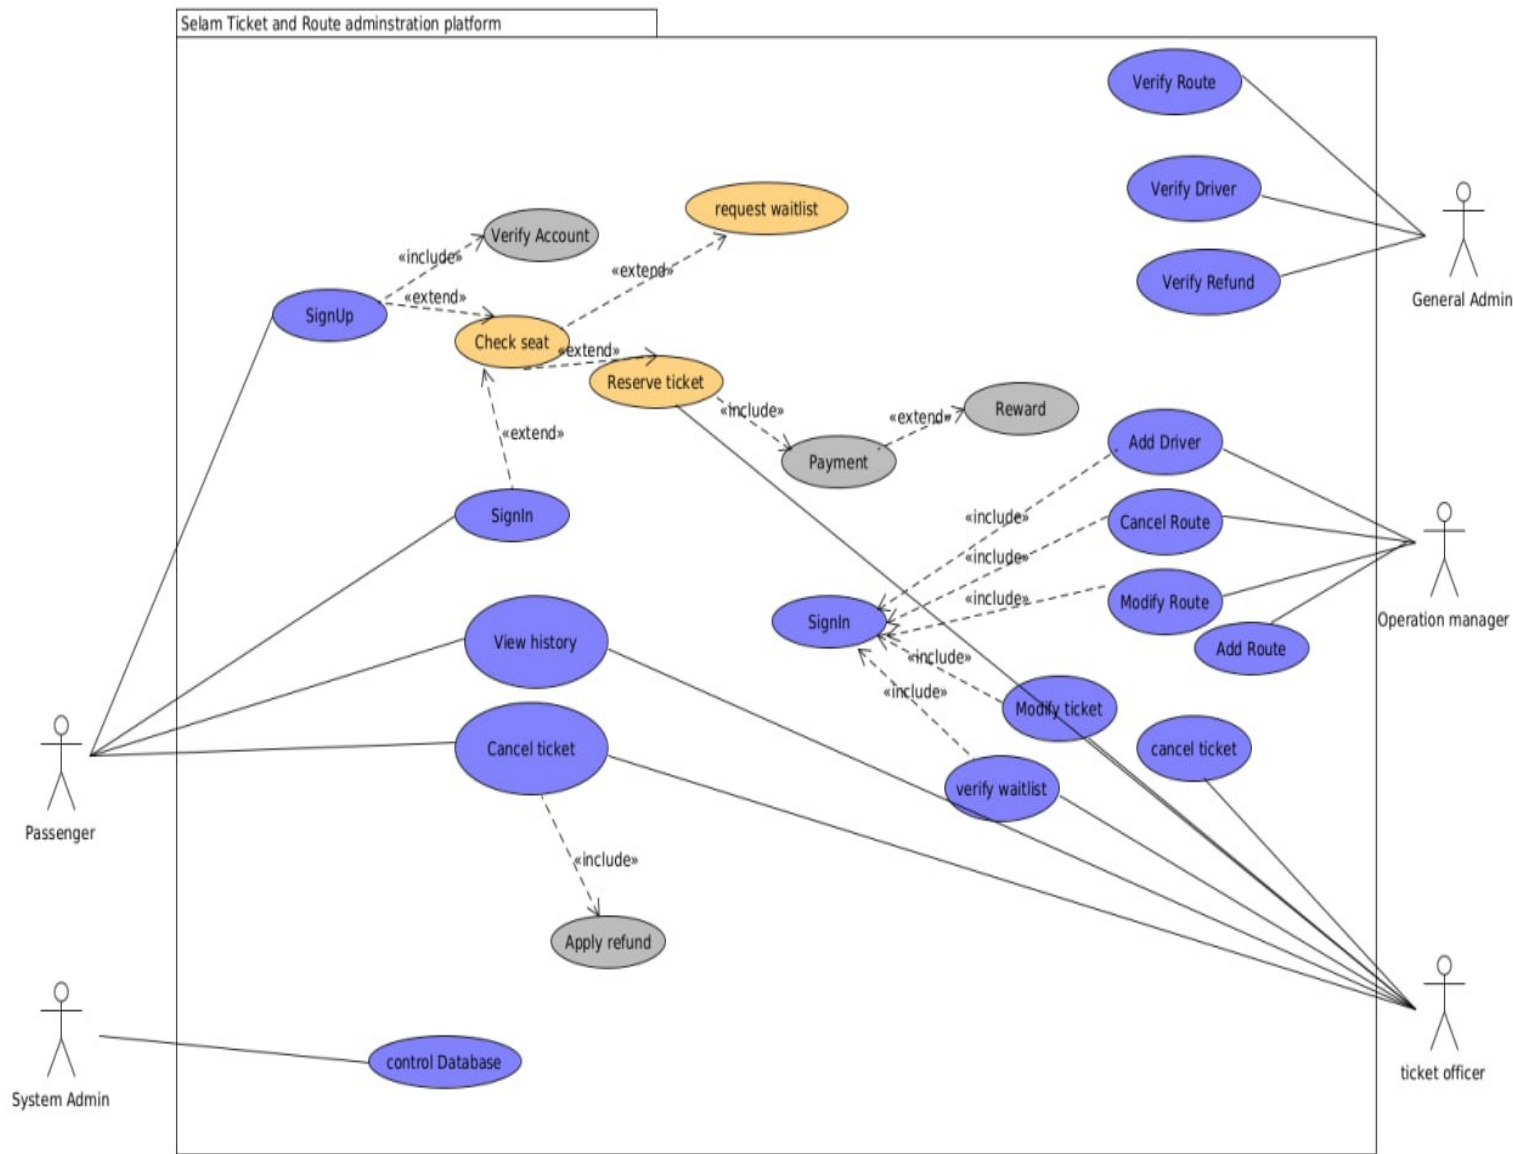 Selam Ticket and Route adminstration platform
Verify Route
Verify Driver
Verify Refund
General Admin
request waitlist
Verify Account
«include»
«extend»
«extend»
SignUp
Check seat
«extend»
Reserve ticket
«include»
«extend»
Reward
Payment
«extend»
SignIn
Add Driver
Cancel Route
Modify Route
Add Route
Operation manager
«include»
«include»
«include»
SignIn
«include»
«include»
View history
Cancel ticket
Modify ticket
cancel ticket
verify waitlist
Passenger
«include»
Apply refund
System Admin
control Database
ticket officer